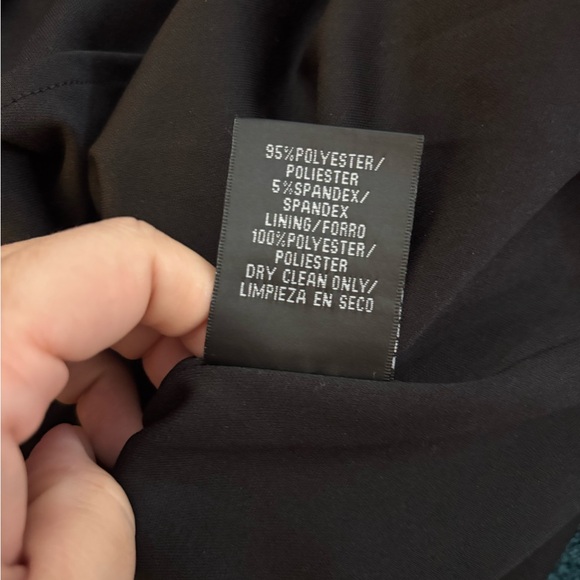 95%POLYESTER/
POLIESTER
5%SPANDEX/
SPANDEX
LINING/FORRO
100%POLYESTER/
POLIESTER
DRY CLEAN ONLY/
LIMPIEZA EN SECO